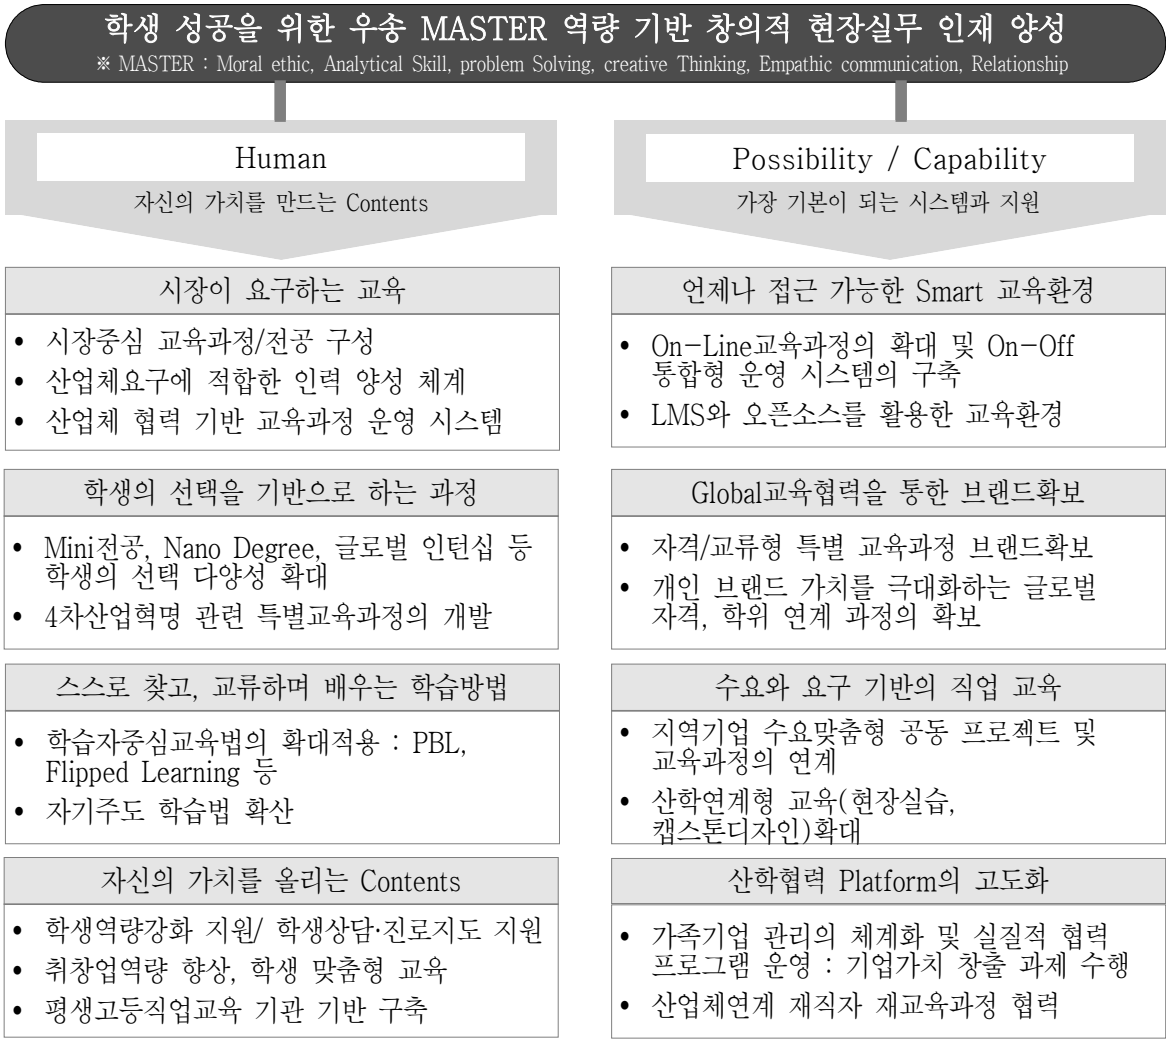 학생 성공을 위한 우송 MASTER 역량 기반 창의적 현장실무 인재 양성
※ MASTER : Moral ethic, Analytical Skill, problem Solving, creative Thinking, Empathic communication, Relationship
Human
자신의 가치를 만드는 Contents
시장이 요구하는 교육
• 시장중심 교육과정/전공 구성
• 산업체요구에 적합한 인력 양성 체계
• 산업체 협력 기반 교육과정 운영 시스템
학생의 선택을 기반으로 하는 과정
• Mini전공, Nano Degree, 글로벌 인턴십 등
학생의 선택 다양성 확대
• 4차산업혁명 관련 특별교육과정의 개발
스스로 찾고, 교류하며 배우는 학습방법
• 학습자중심교육법의 확대적용 : PBL,
Flipped Learning 등
• 자기주도 학습법 확산
자신의 가치를 올리는 Contents
• 학생역량강화 지원/ 학생상담·진로지도 지원
• 취창업역량 향상, 학생 맞춤형 교육
• 평생고등직업교육 기관 기반 구축
Possibility / Capability
가장 기본이 되는 시스템과 지원
언제나 접근 가능한 Smart 교육환경
• On-Line교육과정의 확대 및 On-Off
통합형 운영 시스템의 구축
• LMS와 오픈소스를 활용한 교육환경
Global교육협력을 통한 브랜드확보
• 자격/교류형 특별 교육과정 브랜드확보
• 개인 브랜드 가치를 극대화하는 글로벌
자격, 학위 연계 과정의 확보
수요와 요구 기반의 직업 교육
• 지역기업 수요맞춤형 공동 프로젝트 및
교육과정의 연계
• 산학연계형 교육(현장실습,
캡스톤디자인)확대
산학협력 Platform의 고도화
• 가족기업 관리의 체계화 및 실질적 협력
프로그램 운영 : 기업가치 창출 과제 수행
• 산업체연계 재직자 재교육과정 협력